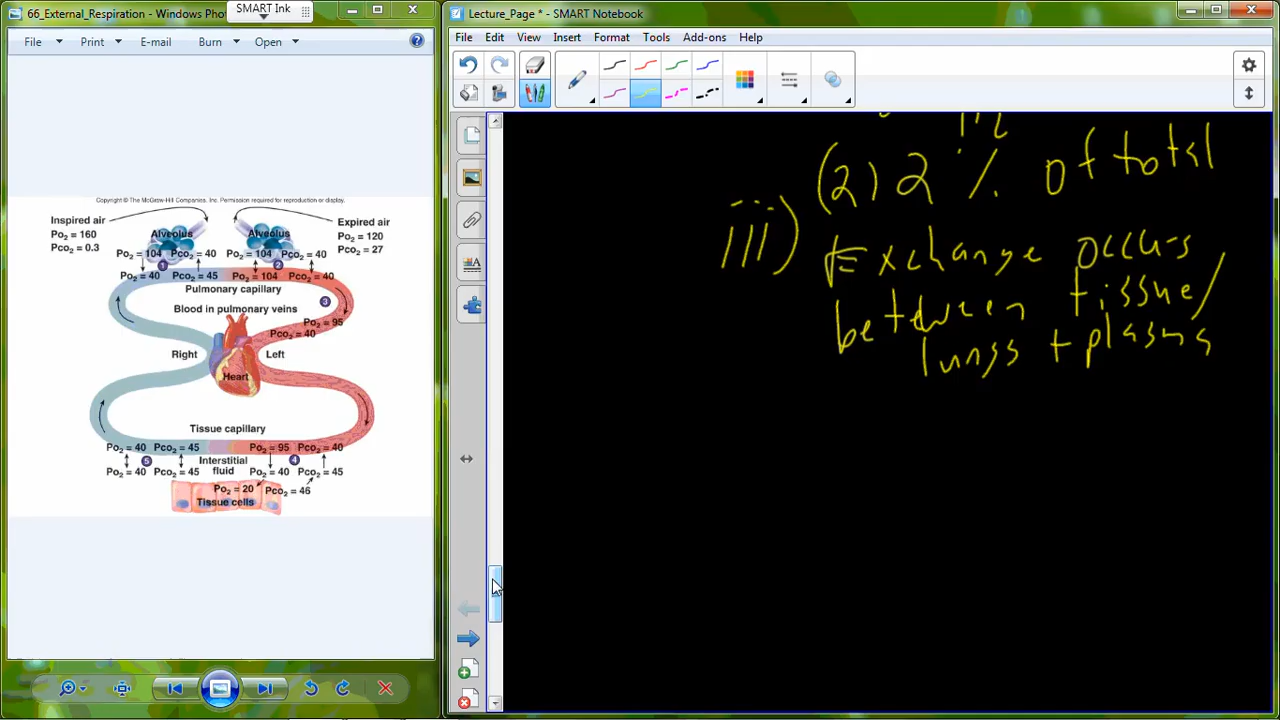 66_External_Respiration - Windows Pho
SMART Ink
File Print E-mail Burn Open
Copyright © The McGraw-Hill Companies. Inc. Permission required for reproduction or display.
Inspired air
Po2 = 160
Pco2 = 0.3
Expired air
Po2 = 120
Pco2 = 27
Alveolus Alveolus
Po2 = 104 Pco2 = 40 Po2 = 104 Pco2 = 40
1 2
Po2 = 40 Pco2 = 45 Po2 = 104 Pco2 = 40
Pulmonary capillary
3
Blood in pulmonary veins
Po2 = 95
Pco2 = 40
Right Left
Heart
Tissue capillary
Po2 = 40 Pco2 = 45 Po2 = 95 Pco2 = 40
5 Interstitial 4
fluid
Po2 = 40 Pco2 = 45 Po2 = 40 Pco2 = 45
Po2 = 20 Pco2 = 46
Tissue cells
Lecture_Page * - SMART Notebook
File Edit View Insert Format Tools Add-ons Help
(2) 2 % of total
iii) Exchange occurs
between tissue/
lungs + plasma